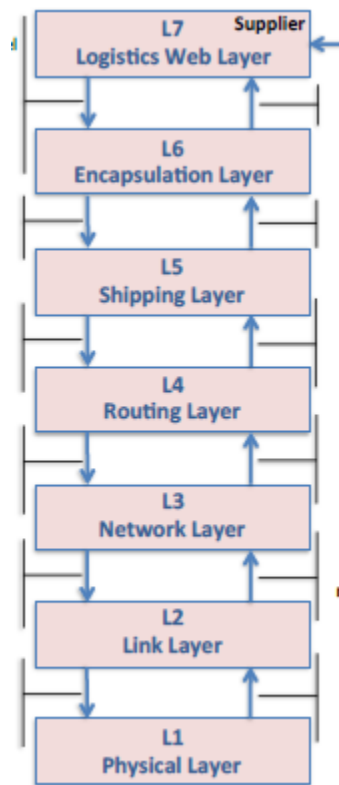 L7
Supplier
Logistics Web Layer
L6
Encapsulation Layer
L5
Shipping Layer
L4
Routing Layer
L3
Network Layer
L2
Link Layer
L1
Physical Layer